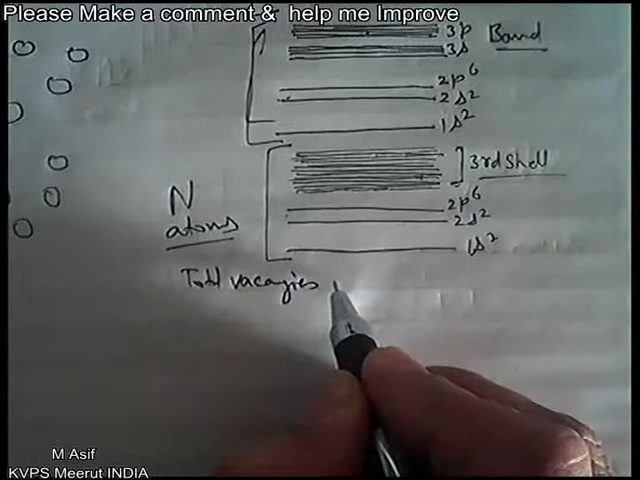 Please Make a comment & help me Improve
3p Band
3s
2p⁶
2s²
1s²
3rd shell
N
atoms
2p⁶
2s²
1s²
Total vacancies
M Asif
KVPS Meerut INDIA